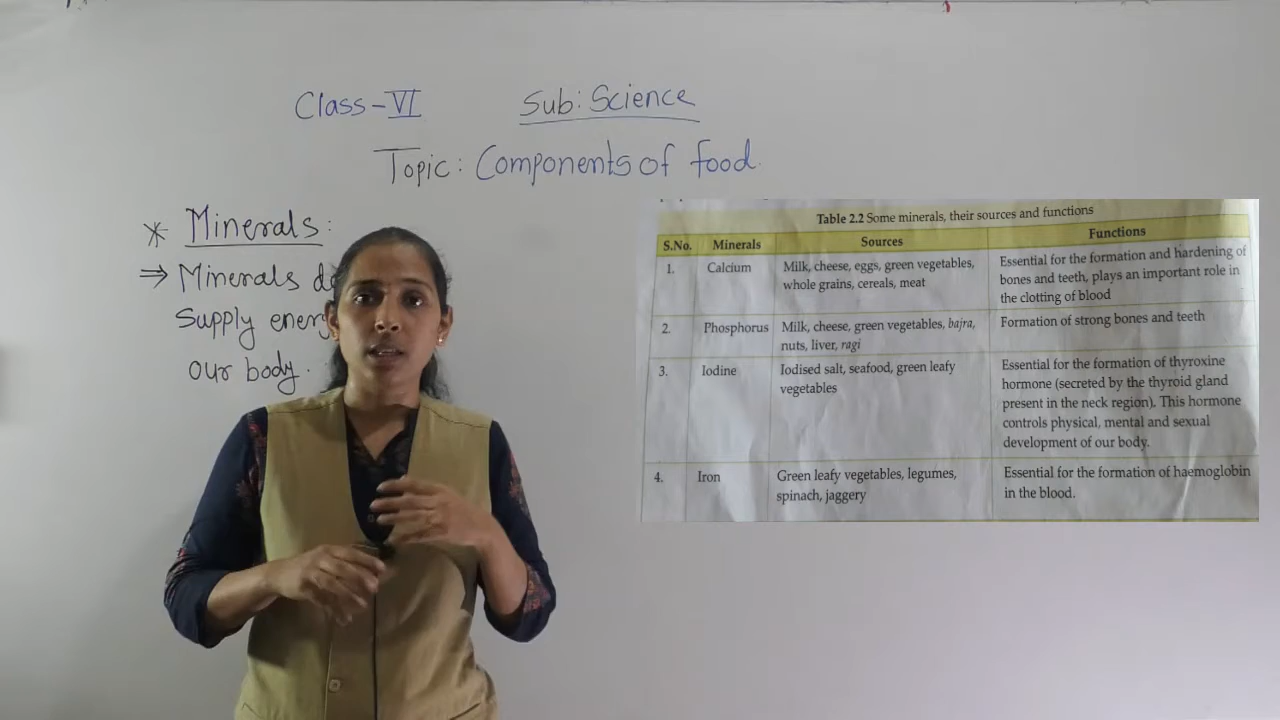 Class-VI Sub: Science
Topic: Components of food.
* Minerals:
⇒ Minerals
Supply
our body.
Table 2.2 Some minerals, their sources and functions
S.No. Minerals Sources Functions
1. Calcium Milk, cheese, eggs, green vegetables, Essential for the formation and hardening of
whole grains, cereals, meat bones and teeth, plays an important role in
the clotting of blood
2. Phosphorus Milk, cheese, green vegetables, bajra, Formation of strong bones and teeth
nuts, liver, ragi
3. Iodine Iodised salt, seafood, green leafy Essential for the formation of thyroxine
vegetables hormone (secreted by the thyroid gland
present in the neck region). This hormone
controls physical, mental and sexual
development of our body.
4. Iron Green leafy vegetables, legumes, Essential for the formation of haemoglobin
spinach, jaggery in the blood.